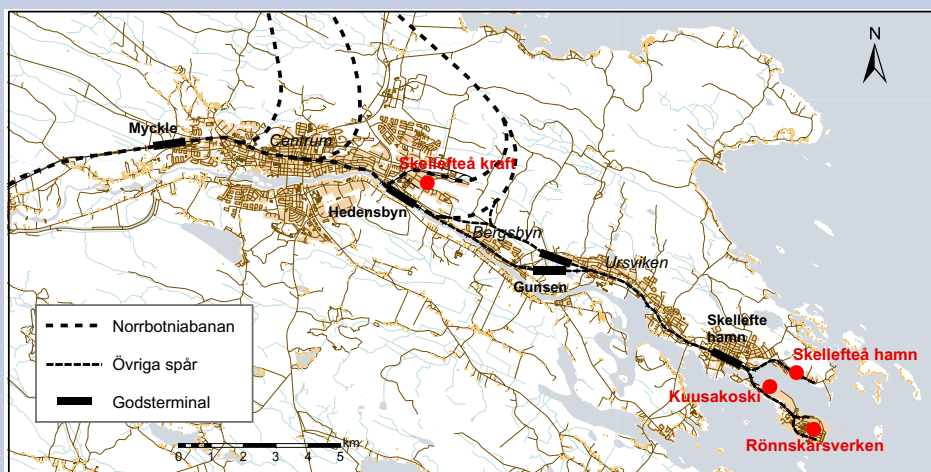 N
Myckle
Centrum
Skellefteå kraft
Hedensbyn
Bergsbyn
Ursviken
Gunsen
Skellefte
hamn
Skellefteå hamn
Kuusakoski
Rönnskärsverken
Norrbotniabanan
Övriga spår
Godsterminal
km
0 1 2 3 4 5